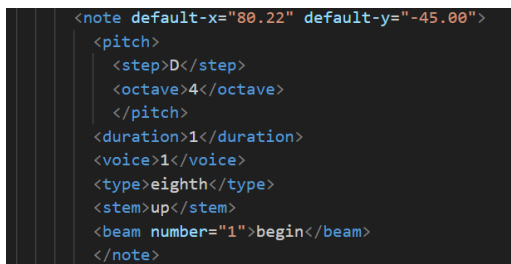 <note default-x="80.22" default-y="-45.00">
<pitch>
<step>D</step>
<octave>4</octave>
</pitch>
<duration>1</duration>
<voice>1</voice>
<type>eighth</type>
<stem>up</stem>
<beam number="1">begin</beam>
</note>